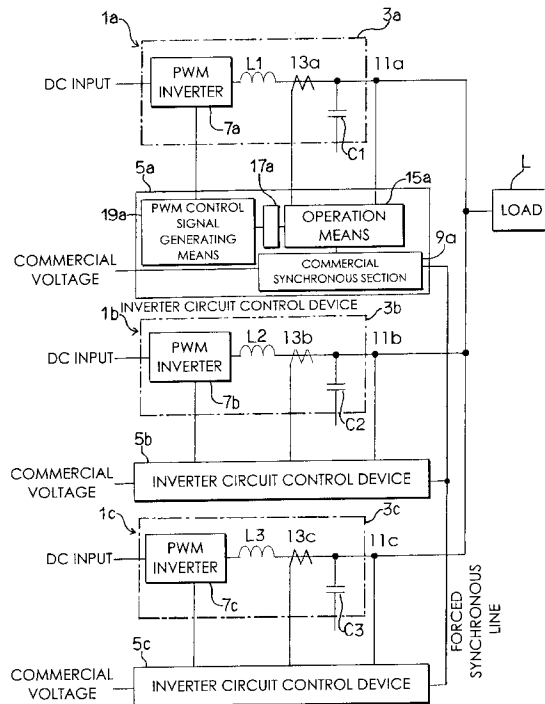 1a
3a
PWM
INVERTER
L1
13a
11a
DC INPUT
7a
C1
5a
17a
15a
L
19a
PWM CONTROL
SIGNAL
GENERATING
MEANS
OPERATION
MEANS
LOAD
9a
COMMERCIAL
VOLTAGE
COMMERCIAL
SYNCHRONOUS SECTION
INVERTER CIRCUIT CONTROL DEVICE
1b
3b
PWM
INVERTER
L2
13b
11b
DC INPUT
7b
C2
5b
COMMERCIAL
VOLTAGE
INVERTER CIRCUIT CONTROL DEVICE
1c
3c
PWM
INVERTER
L3
13c
11c
DC INPUT
7c
C3
FORCED
SYNCHRONOUS
LINE
5c
COMMERCIAL
VOLTAGE
INVERTER CIRCUIT CONTROL DEVICE